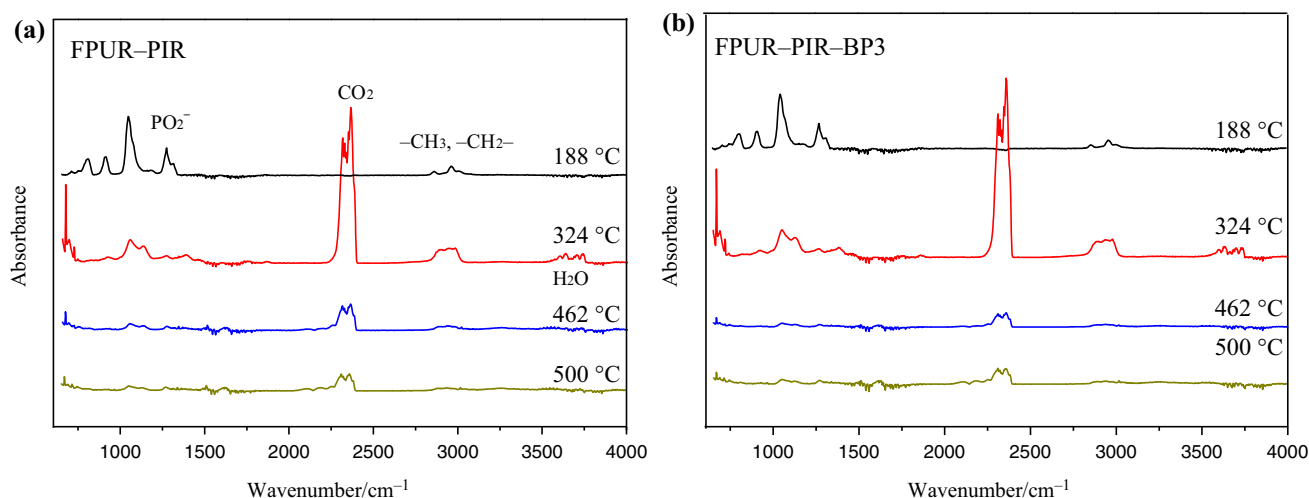 (a)
FPUR–PIR
PO₂⁻
CO₂
–CH₃, –CH₂–
188 °C
324 °C
H₂O
462 °C
500 °C
Absorbance
1000 1500 2000 2500 3000 3500 4000
Wavenumber/cm⁻¹
(b)
FPUR–PIR–BP3
188 °C
324 °C
462 °C
500 °C
Absorbance
1000 1500 2000 2500 3000 3500 4000
Wavenumber/cm⁻¹